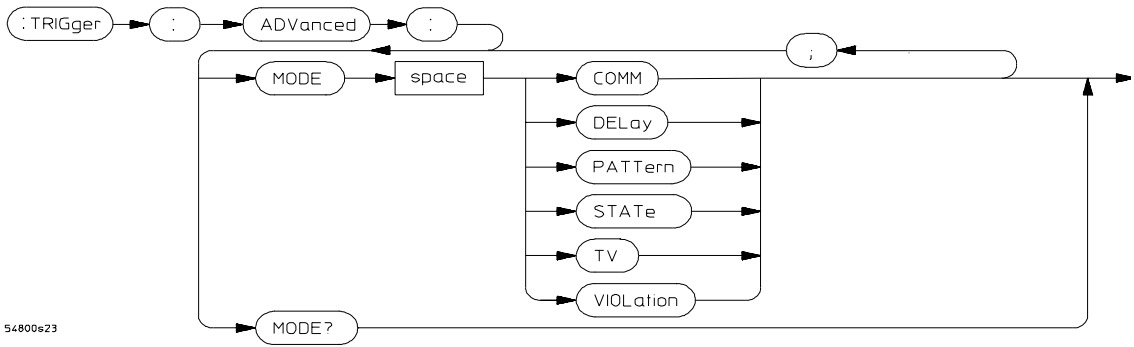 :TRIGger : ADVanced :
;
MODE space COMM
DELay
PATTern
STATe
TV
VIOLation
MODE?
54800s23